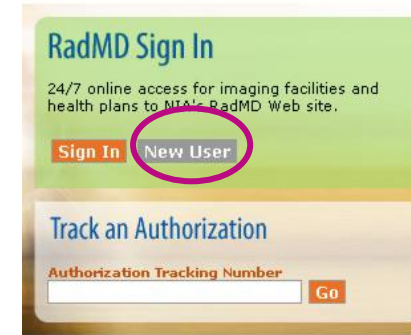 RadMD Sign In
24/7 online access for imaging facilities and
health plans to NIA's RadMD Web site.
Sign In New User
Track an Authorization
Authorization Tracking Number
Go